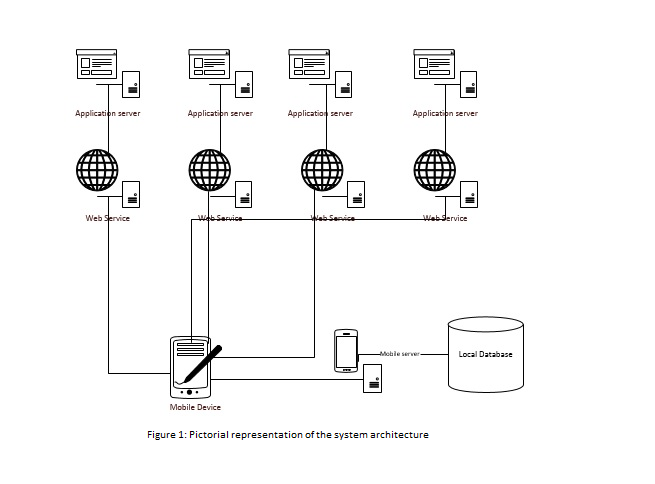 Application server Application server Application server Application server
Web Service Web Service Web Service Web Service
Mobile server
Local Database
Mobile Device
Figure 1: Pictorial representation of the system architecture